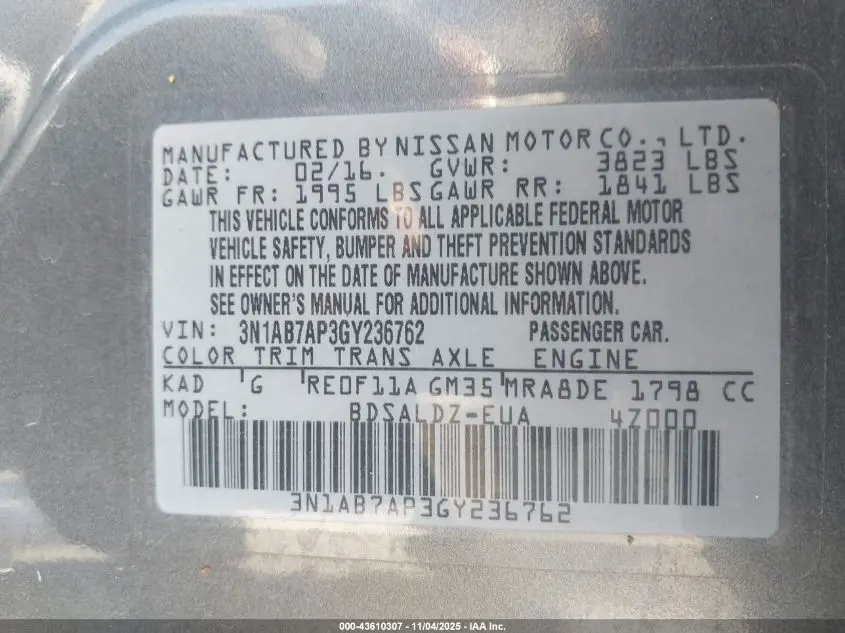 MANUFACTURED BY NISSAN MOTOR CO., LTD.
DATE: 02/16. GVWR: 3823 LBS
GAWR FR: 1995 LBS GAWR RR: 1841 LBS
THIS VEHICLE CONFORMS TO ALL APPLICABLE FEDERAL MOTOR
VEHICLE SAFETY, BUMPER AND THEFT PREVENTION STANDARDS
IN EFFECT ON THE DATE OF MANUFACTURE SHOWN ABOVE.
SEE OWNER'S MANUAL FOR ADDITIONAL INFORMATION.
VIN: 3N1AB7AP3GY236762 PASSENGER CAR.
COLOR TRIM TRANS AXLE ENGINE
KAD G RE0F11A GM35 MRA8DE 1798 CC
MODEL: BDSALDZ-EUA 4Z000
3N1AB7AP3GY236762
000-43610307 - 11/04/2025 - IAA Inc.